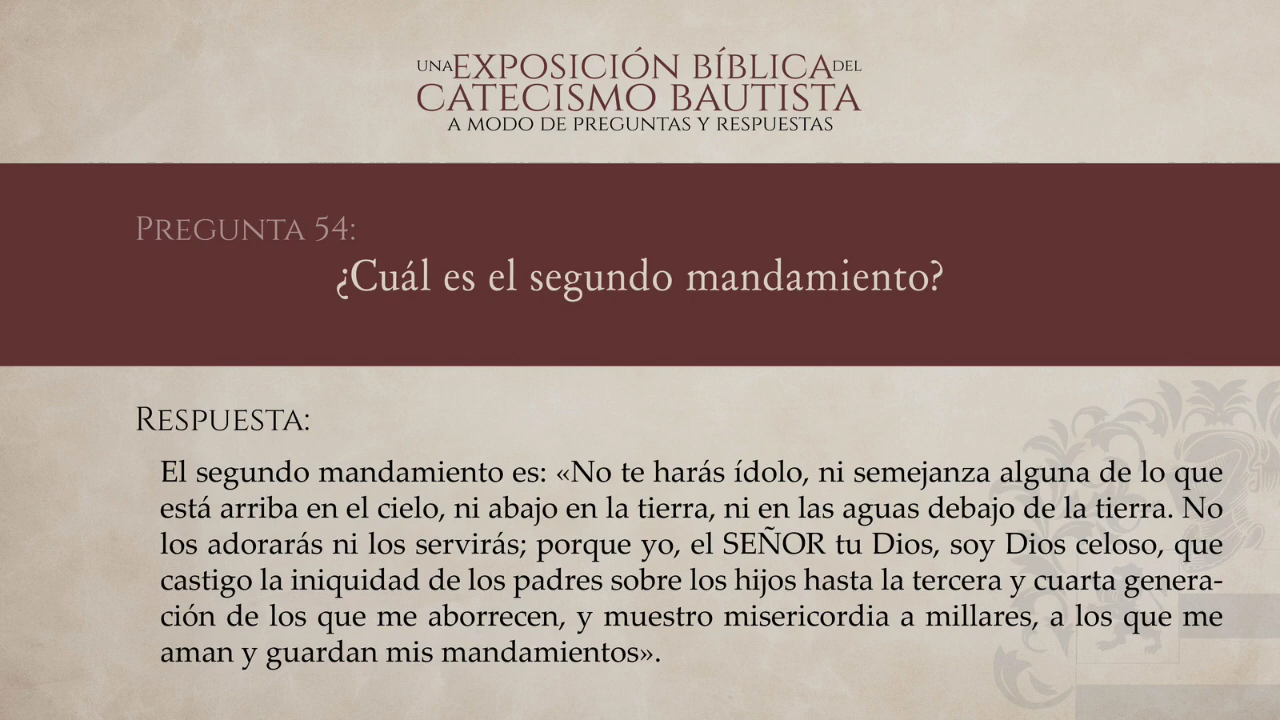 UNA EXPOSICIÓN BÍBLICA DEL
CATECISMO BAUTISTA
A MODO DE PREGUNTAS Y RESPUESTAS
PREGUNTA 54:
¿Cuál es el segundo mandamiento?
RESPUESTA:
El segundo mandamiento es: «No te harás ídolo, ni semejanza alguna de lo que
está arriba en el cielo, ni abajo en la tierra, ni en las aguas debajo de la tierra. No
los adorarás ni los servirás; porque yo, el SEÑOR tu Dios, soy Dios celoso, que
castigo la iniquidad de los padres sobre los hijos hasta la tercera y cuarta genera-
ción de los que me aborrecen, y muestro misericordia a millares, a los que me
aman y guardan mis mandamientos».